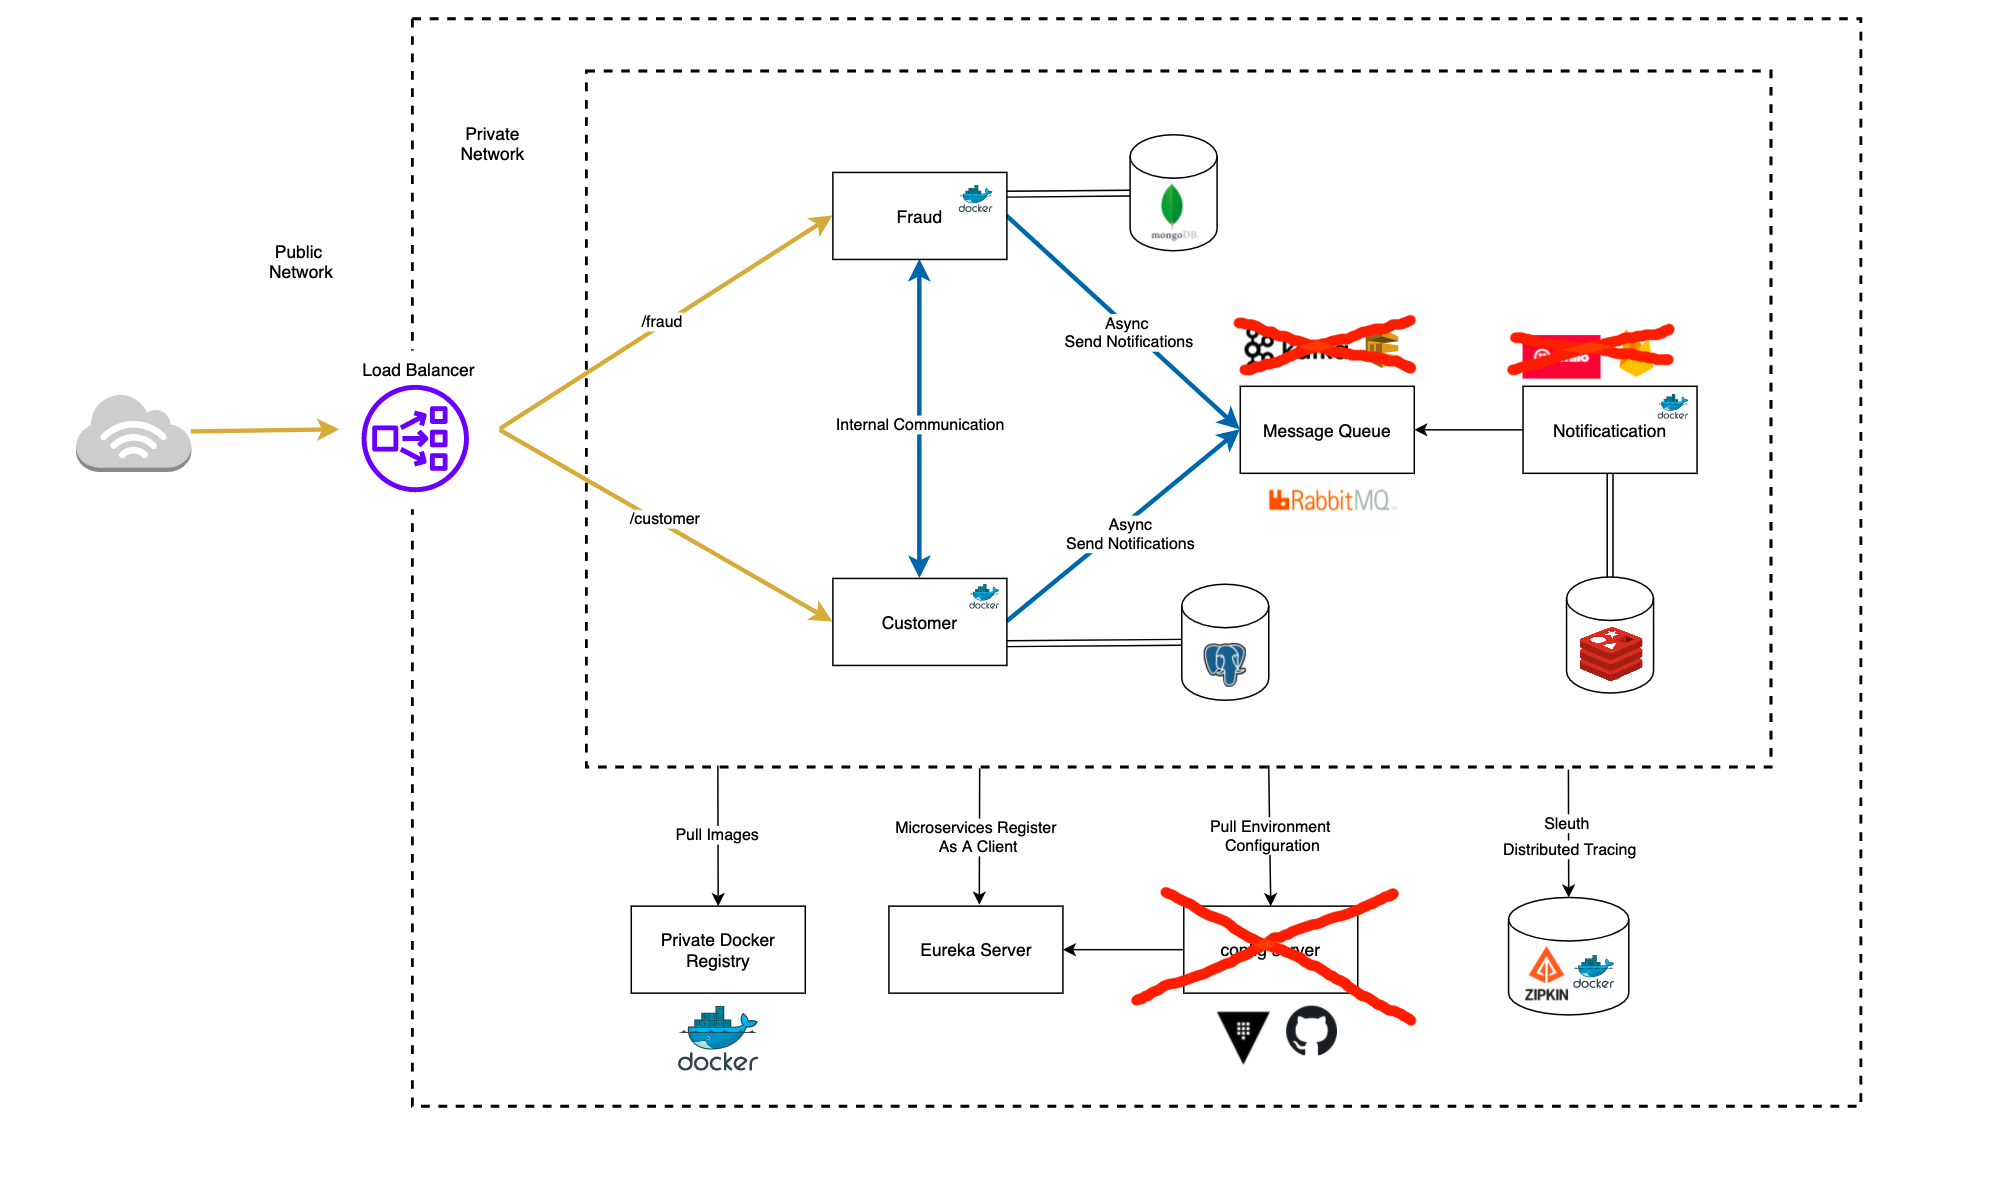 Private
Network
Public
Network
Load Balancer
/fraud
/customer
Fraud
docker
mongoDB.
Async
Send Notifications
Internal Communication
Message Queue
RabbitMQ
docker
Notificatication
Async
Send Notifications
docker
Customer
Pull Images
Microservices Register
As A Client
Pull Environment
Configuration
Sleuth
Distributed Tracing
Private Docker
Registry
docker
Eureka Server
ZIPKIN
docker